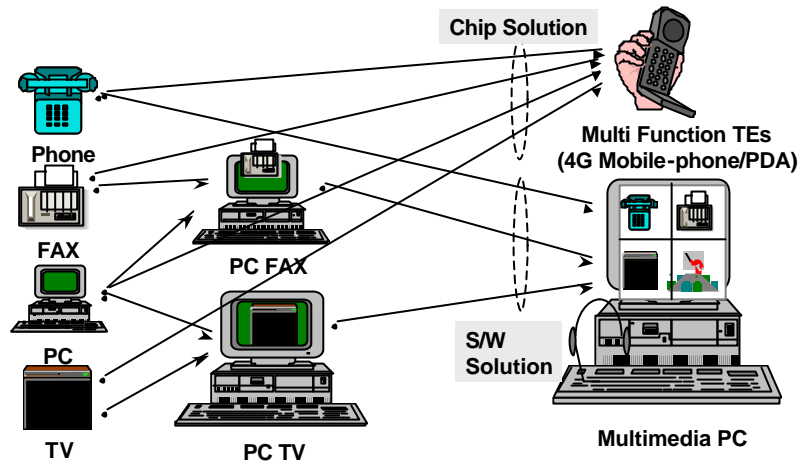 Chip Solution
Phone
Multi Function TEs
(4G Mobile-phone/PDA)
FAX
PC FAX
PC
S/W
Solution
TV
PC TV
Multimedia PC